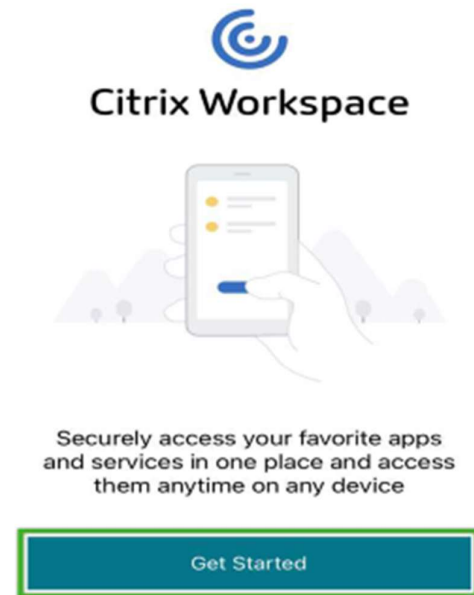 Citrix Workspace
Securely access your favorite apps
and services in one place and access
them anytime on any device
Get Started